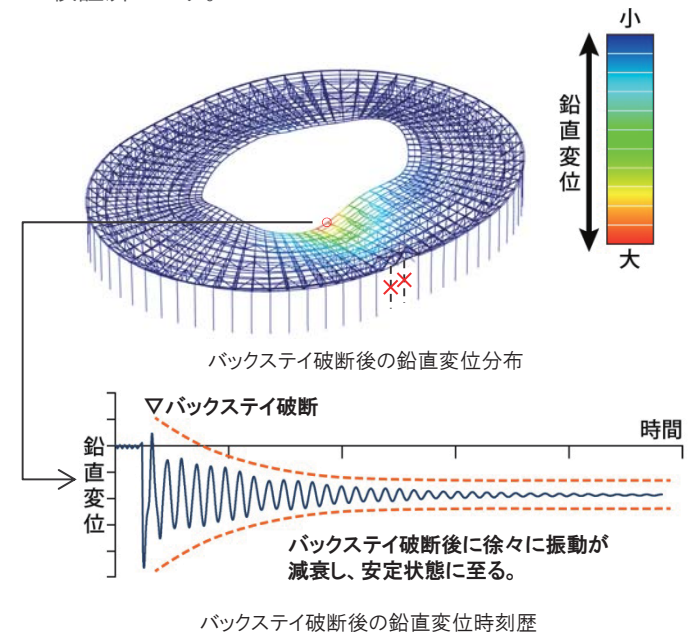 小
鉛直変位
大
バックステイ破断後の鉛直変位分布
▽バックステイ破断
時間
鉛直変位
バックステイ破断後に徐々に振動が
減衰し、安定状態に至る。
バックステイ破断後の鉛直変位時刻歴